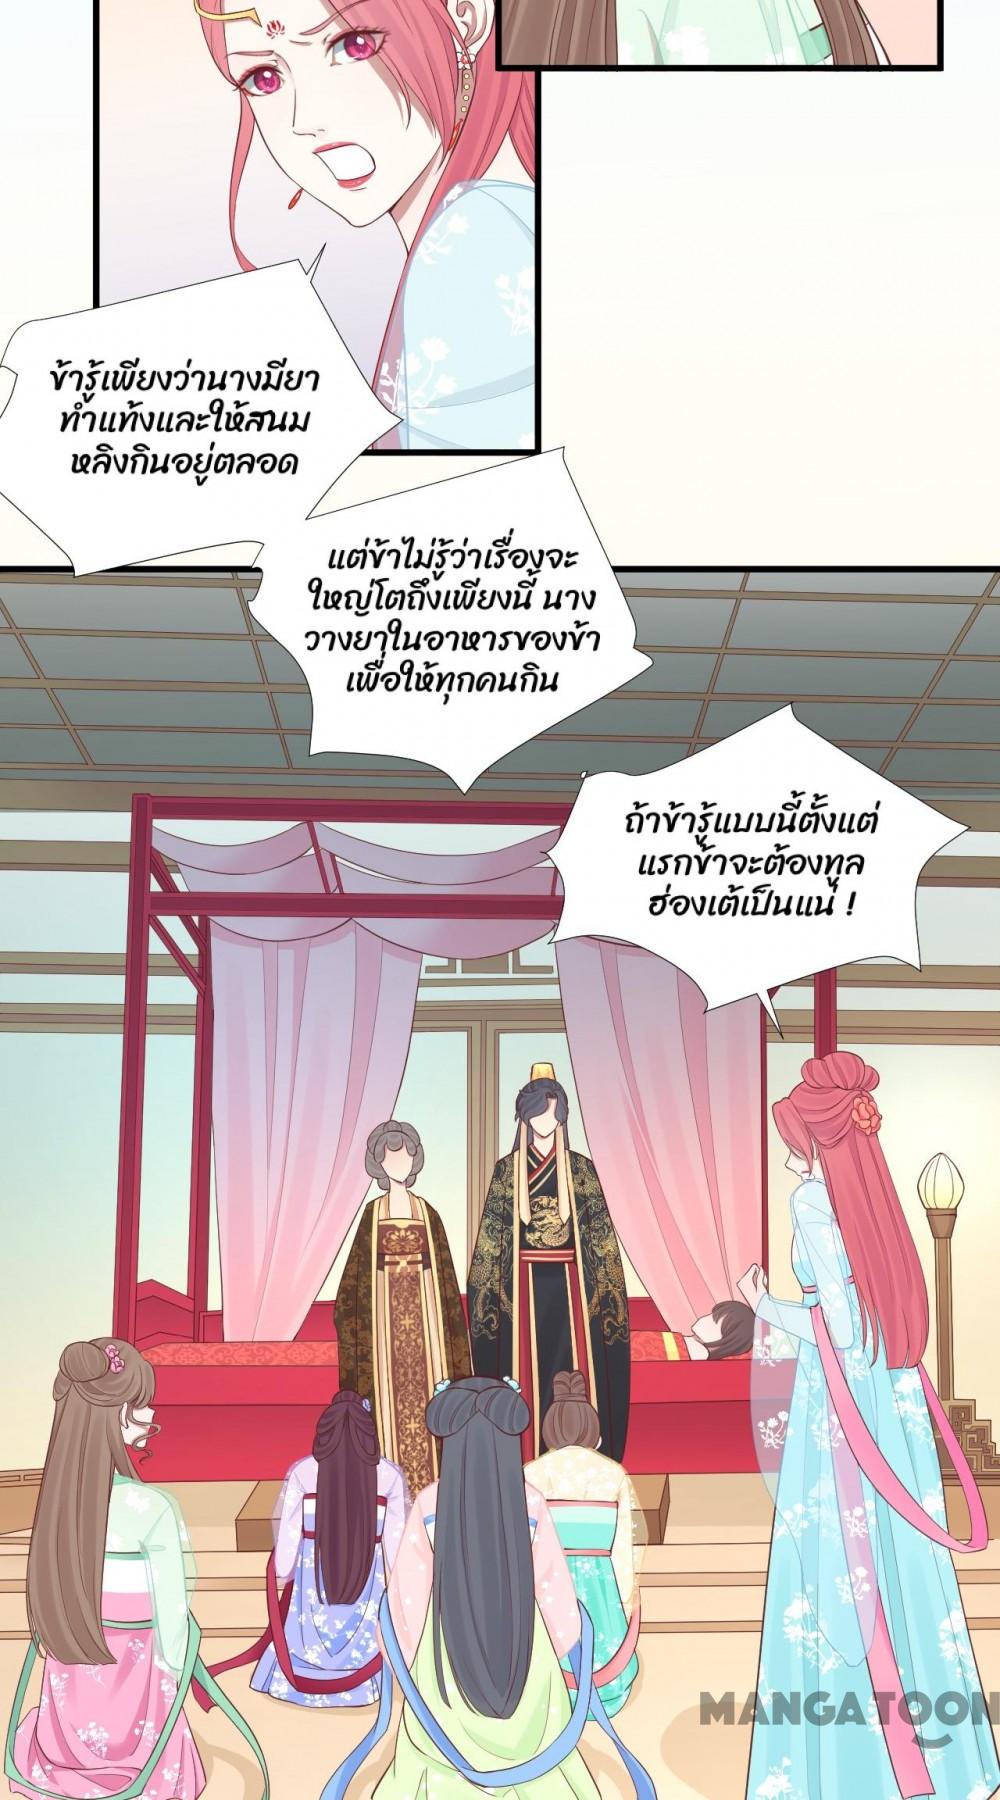 ข้ารู้เพียงว่านางมียา
ทำแท้งและให้สนม
หลิงกินอยู่ตลอด
แต่ข้าไม่รู้ว่าเรื่องจะ
ใหญ่โตถึงเพียงนี้ นาง
วางยาในอาหารของข้า
เพื่อให้ทุกคนกิน
ถ้าข้ารู้แบบนี้ตั้งแต่
แรกข้าจะต้องทูล
ฮ่องเต้เป็นแน่ !
MANGATOON